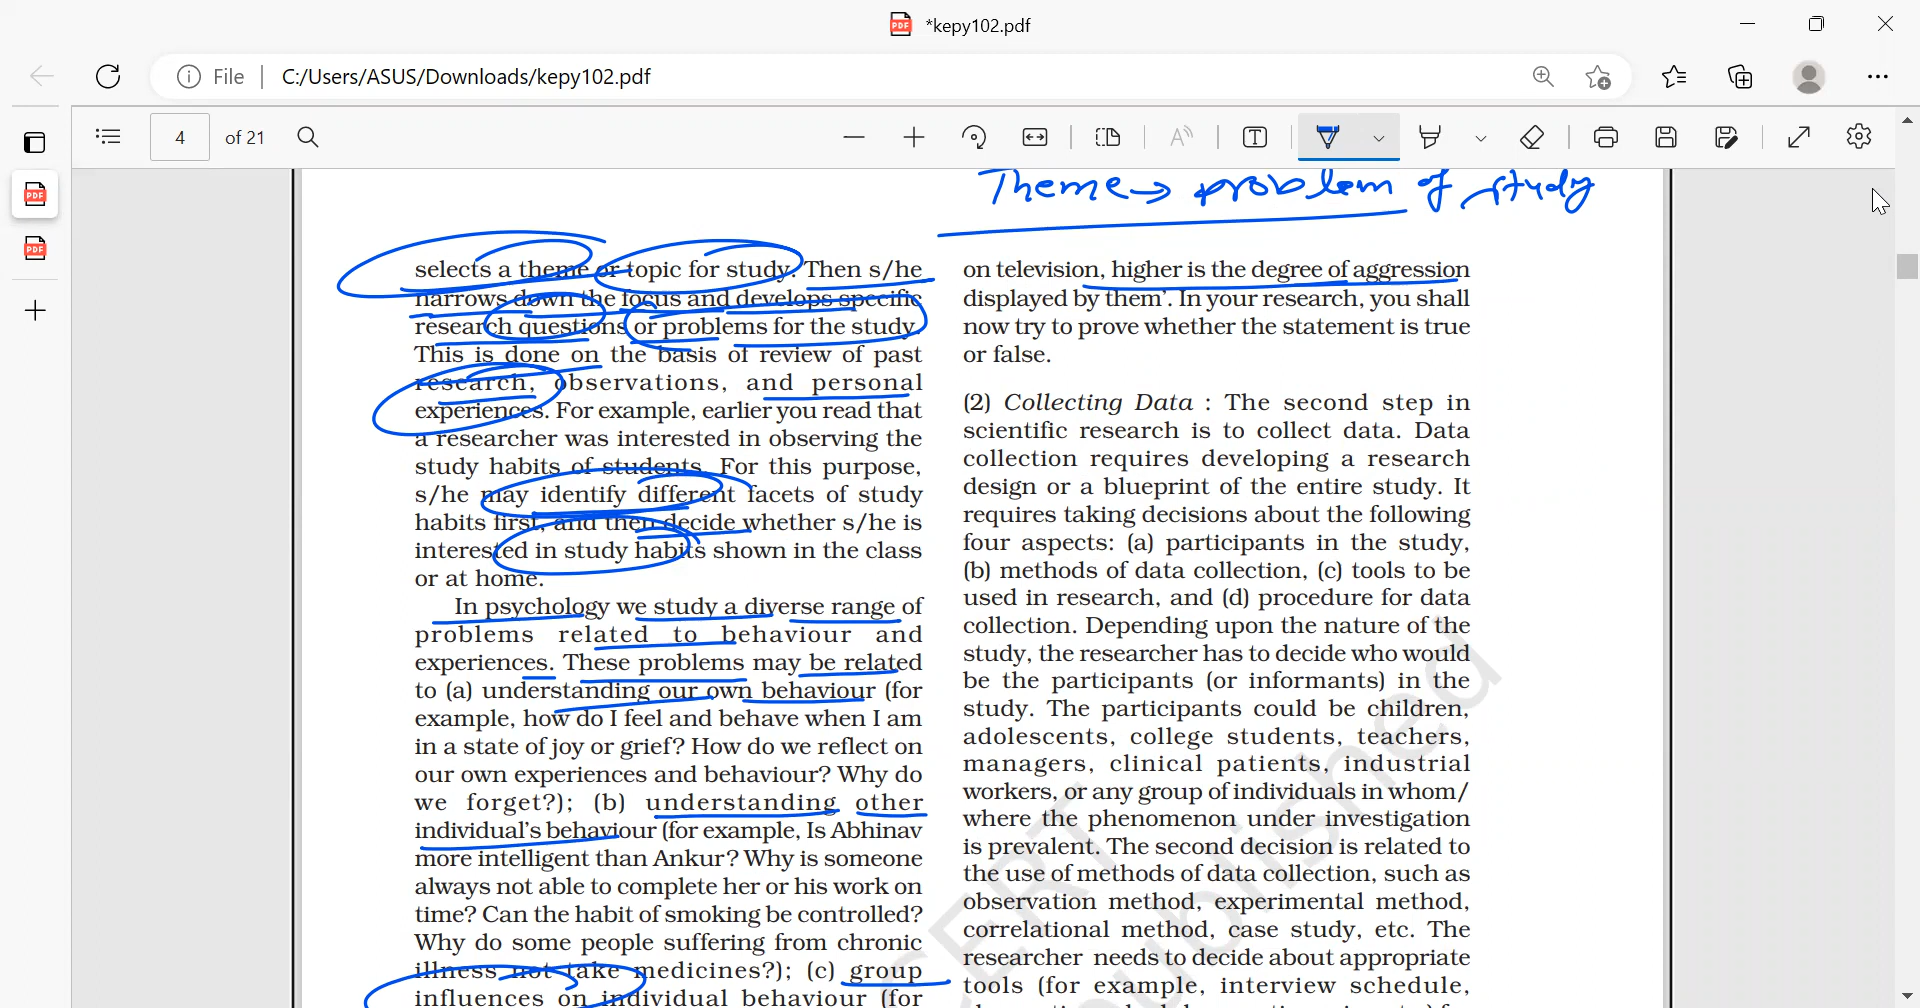 *kepy102.pdf
File
C:/Users/ASUS/Downloads/kepy102.pdf
4 of 21
Theme → problem of study
selects a theme or topic for study. Then s/he
narrows down the focus and develops specific
research questions or problems for the study.
This is done on the basis of review of past
research, observations, and personal
experiences. For example, earlier you read that
a researcher was interested in observing the
study habits of students. For this purpose,
s/he may identify different facets of study
habits first, and then decide whether s/he is
interested in study habits shown in the class
or at home.
In psychology we study a diverse range of
problems related to behaviour and
experiences. These problems may be related
to (a) understanding our own behaviour (for
example, how do I feel and behave when I am
in a state of joy or grief? How do we reflect on
our own experiences and behaviour? Why do
we forget?); (b) understanding other
individual's behaviour (for example, Is Abhinav
more intelligent than Ankur? Why is someone
always not able to complete her or his work on
time? Can the habit of smoking be controlled?
Why do some people suffering from chronic
illness not take medicines?); (c) group
influences on individual behaviour (for
on television, higher is the degree of aggression
displayed by them'. In your research, you shall
now try to prove whether the statement is true
or false.
(2) Collecting Data : The second step in
scientific research is to collect data. Data
collection requires developing a research
design or a blueprint of the entire study. It
requires taking decisions about the following
four aspects: (a) participants in the study,
(b) methods of data collection, (c) tools to be
used in research, and (d) procedure for data
collection. Depending upon the nature of the
study, the researcher has to decide who would
be the participants (or informants) in the
study. The participants could be children,
adolescents, college students, teachers,
managers, clinical patients, industrial
workers, or any group of individuals in whom/
where the phenomenon under investigation
is prevalent. The second decision is related to
the use of methods of data collection, such as
observation method, experimental method,
correlational method, case study, etc. The
researcher needs to decide about appropriate
tools (for example, interview schedule,